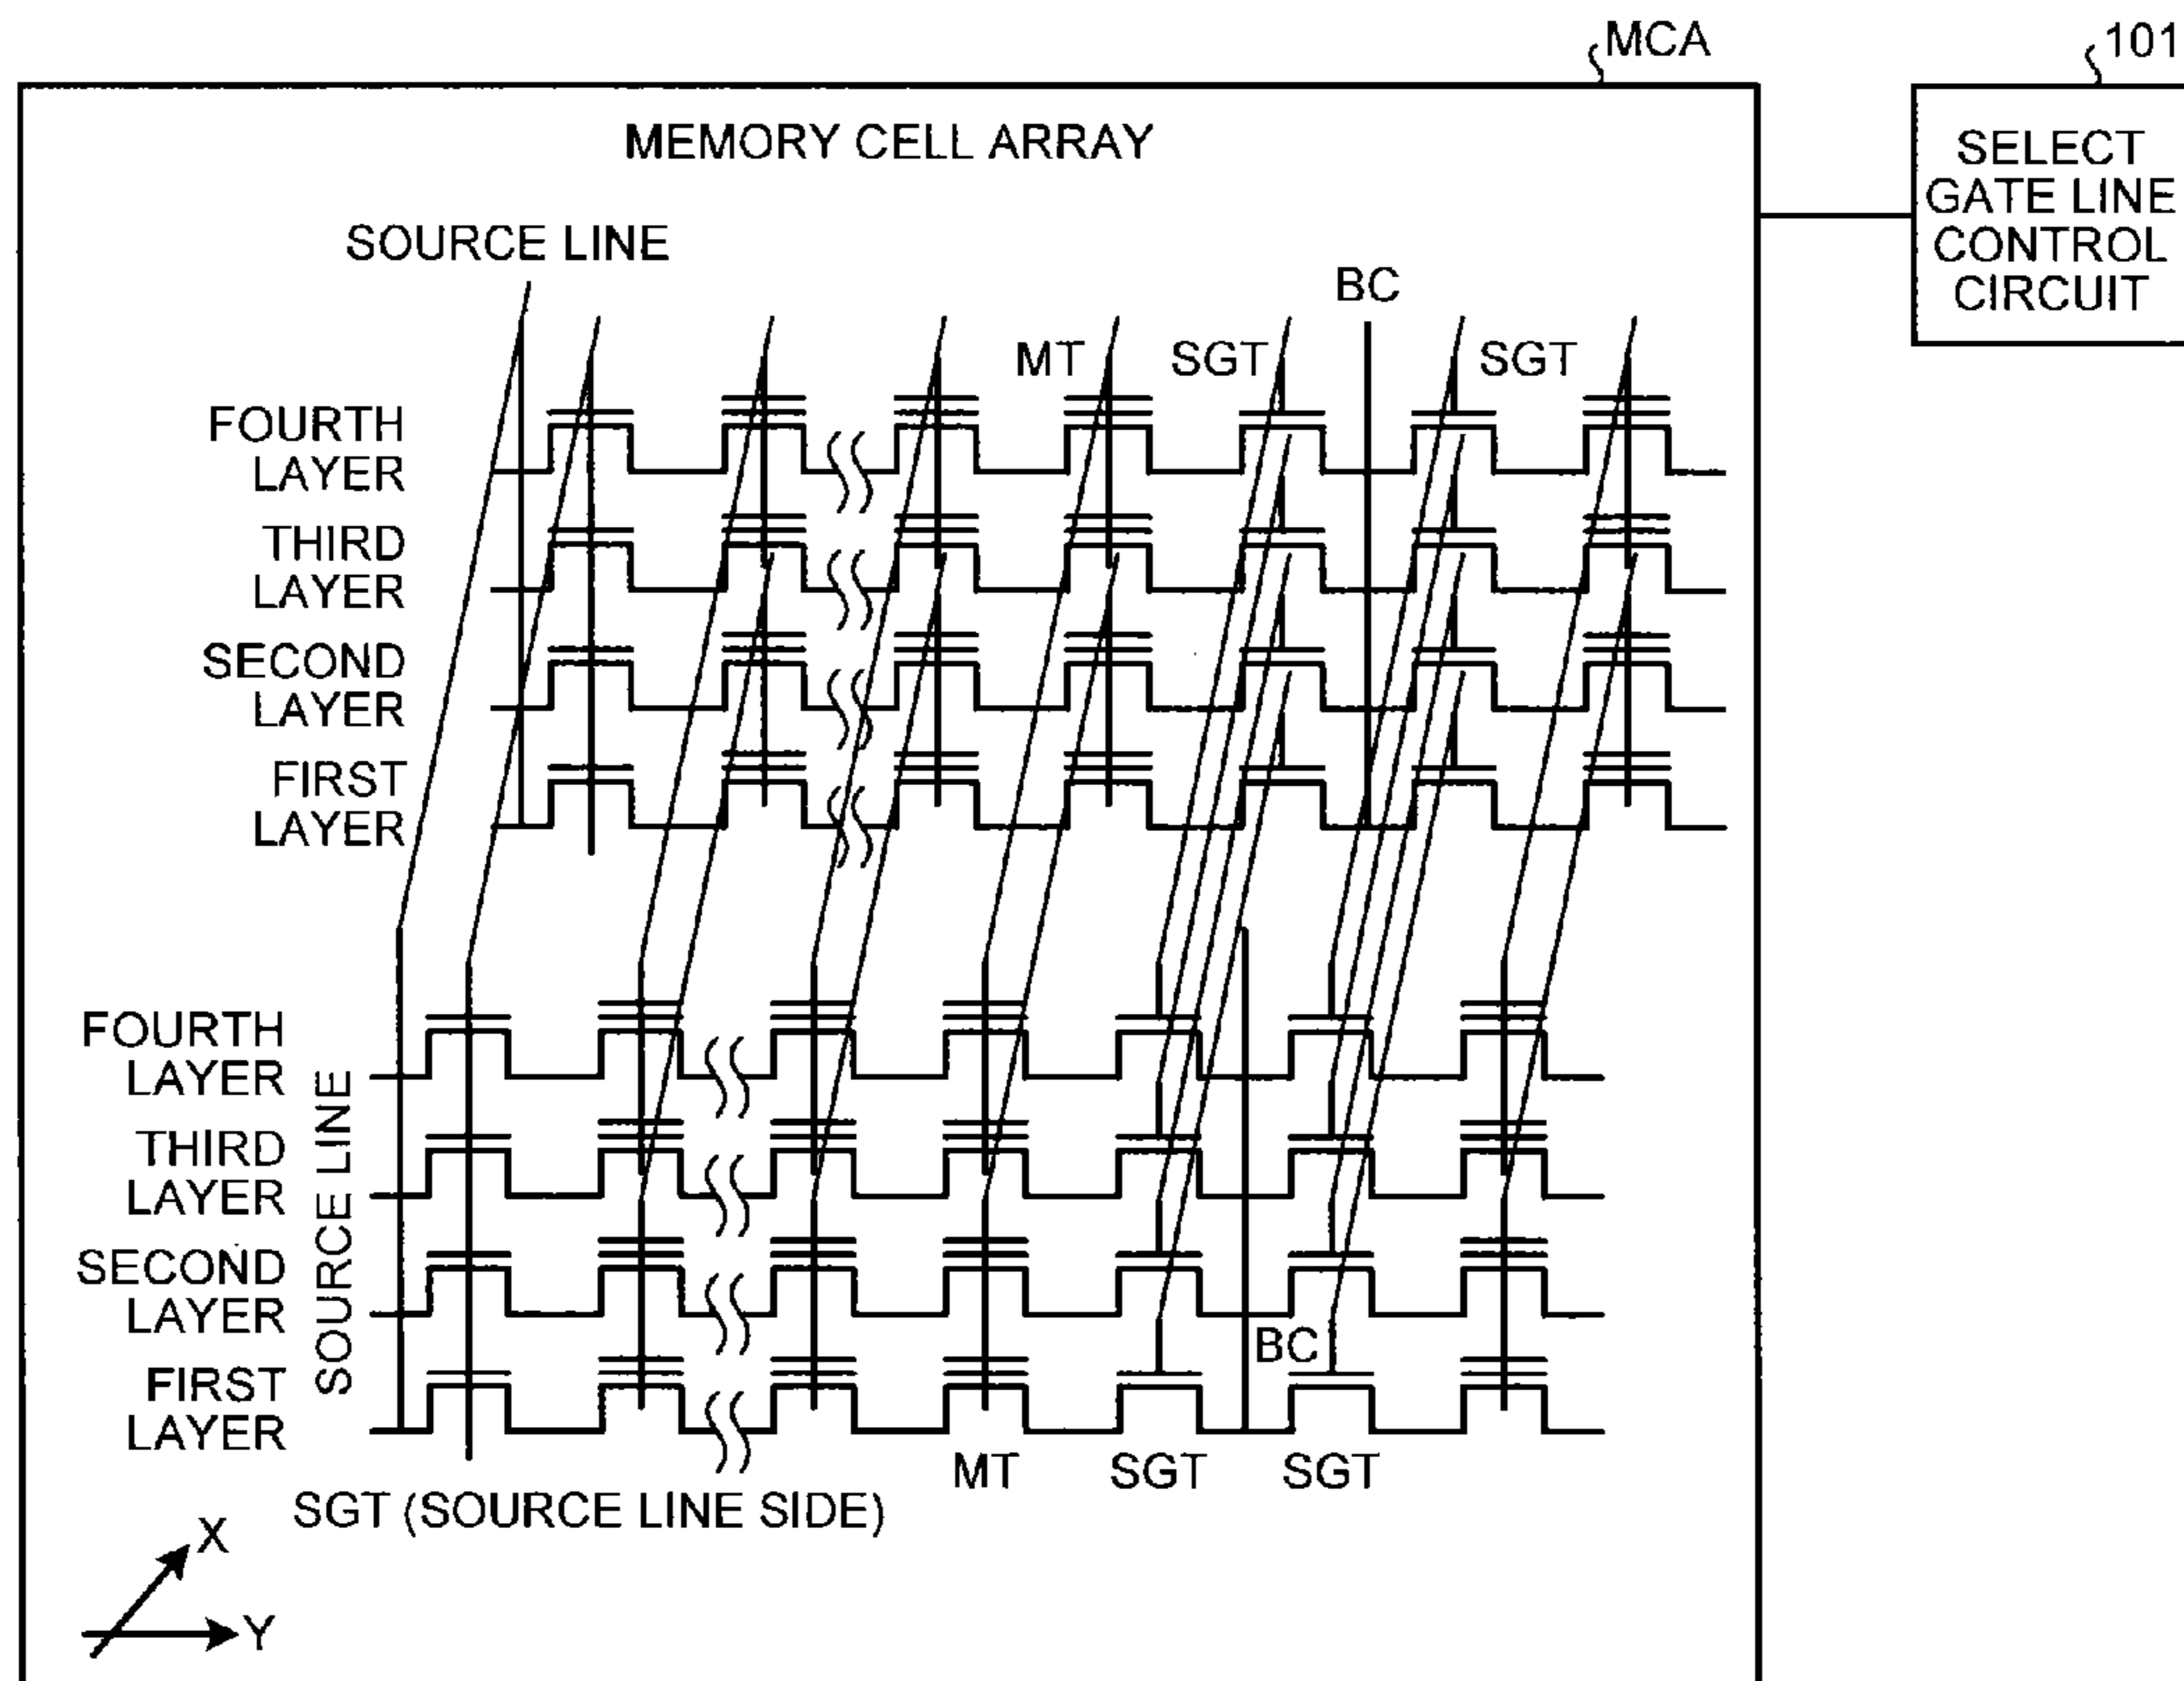 MCA
101
MEMORY CELL ARRAY
SELECT
GATE LINE
CONTROL
CIRCUIT
SOURCE LINE
BC
MT
SGT
SGT
FOURTH
LAYER
THIRD
LAYER
SECOND
LAYER
FIRST
LAYER
FOURTH
LAYER
THIRD
LAYER
SECOND
LAYER
FIRST
LAYER
SOURCE LINE
BC
MT
SGT
SGT
SGT (SOURCE LINE SIDE)
X
Y